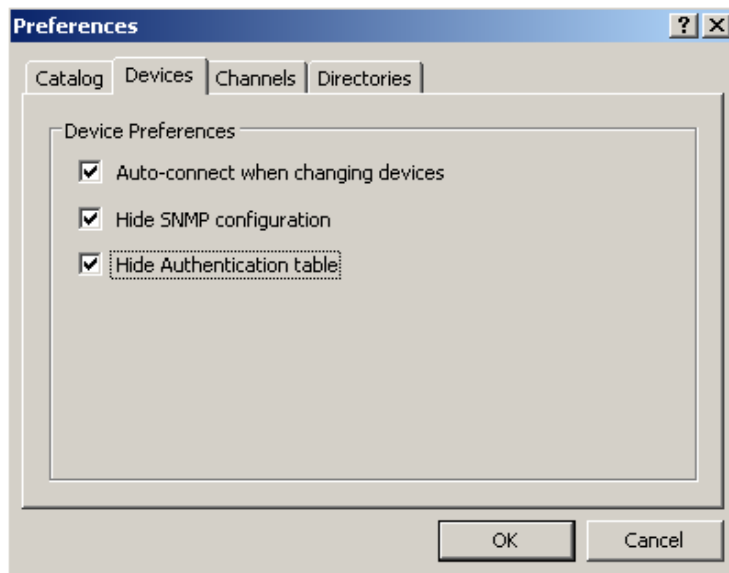 Preferences
Catalog Devices Channels Directories
Device Preferences
Auto-connect when changing devices
Hide SNMP configuration
Hide Authentication table
OK Cancel